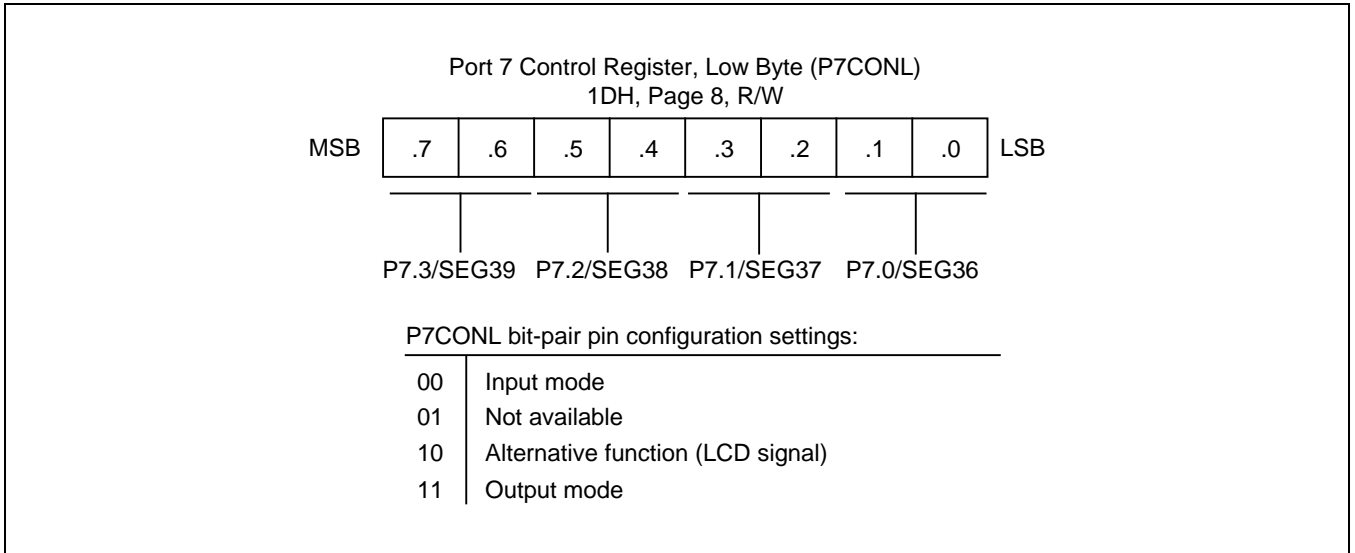 Port 7 Control Register, Low Byte (P7CONL)
1DH, Page 8, R/W
MSB .7 .6 .5 .4 .3 .2 .1 .0 LSB
P7.3/SEG39 P7.2/SEG38 P7.1/SEG37 P7.0/SEG36
P7CONL bit-pair pin configuration settings:
00 Input mode
01 Not available
10 Alternative function (LCD signal)
11 Output mode